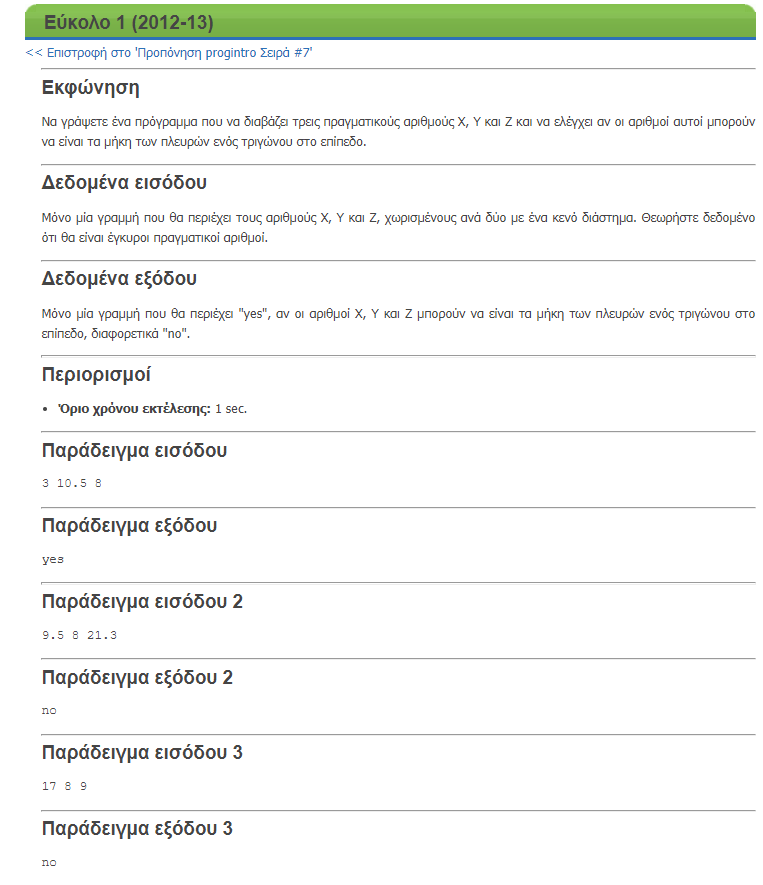 Εύκολο 1 (2012-13)
<< Επιστροφή στο 'Προπόνηση progintro Σειρά #7'
Εκφώνηση
Να γράψετε ένα πρόγραμμα που να διαβάζει τρεις πραγματικούς αριθμούς X, Y και Z και να ελέγχει αν οι αριθμοί αυτοί μπορούν
να είναι τα μήκη των πλευρών ενός τριγώνου στο επίπεδο.
Δεδομένα εισόδου
Μόνο μία γραμμή που θα περιέχει τους αριθμούς X, Y και Z, χωρισμένους ανά δύο με ένα κενό διάστημα. Θεωρήστε δεδομένο
ότι θα είναι έγκυροι πραγματικοί αριθμοί.
Δεδομένα εξόδου
Μόνο μία γραμμή που θα περιέχει "yes", αν οι αριθμοί X, Y και Z μπορούν να είναι τα μήκη των πλευρών ενός τριγώνου στο
επίπεδο, διαφορετικά "no".
Περιορισμοί
• Όριο χρόνου εκτέλεσης: 1 sec.
Παράδειγμα εισόδου
3 10.5 8
Παράδειγμα εξόδου
yes
Παράδειγμα εισόδου 2
9.5 8 21.3
Παράδειγμα εξόδου 2
no
Παράδειγμα εισόδου 3
17 8 9
Παράδειγμα εξόδου 3
no